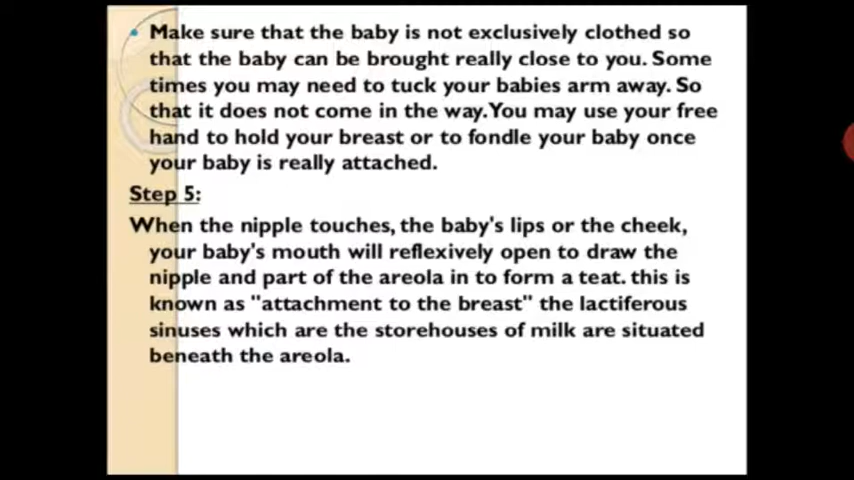 Make sure that the baby is not exclusively clothed so
that the baby can be brought really close to you. Some
times you may need to tuck your babies arm away. So
that it does not come in the way. You may use your free
hand to hold your breast or to fondle your baby once
your baby is really attached.
Step 5:
When the nipple touches, the baby's lips or the cheek,
your baby's mouth will reflexively open to draw the
nipple and part of the areola in to form a teat. this is
known as "attachment to the breast" the lactiferous
sinuses which are the storehouses of milk are situated
beneath the areola.